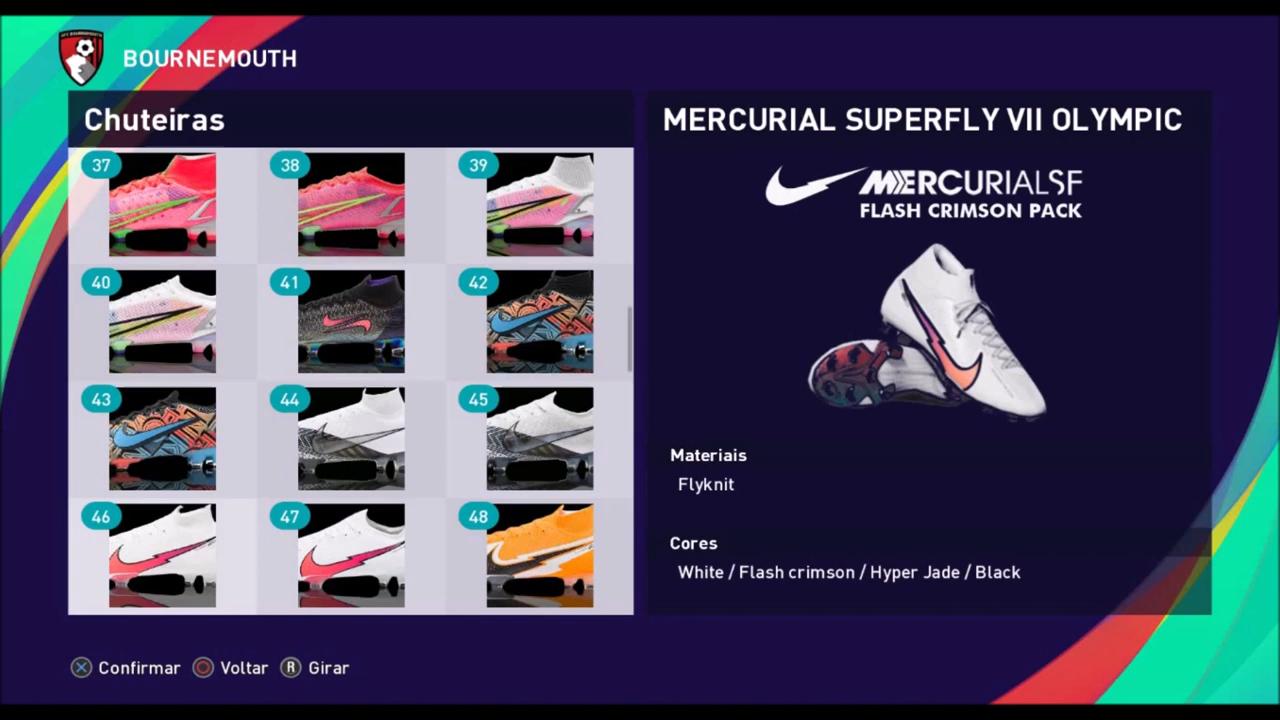 BOURNEMOUTH
Chuteiras
37
38
39
40
41
42
43
44
45
46
47
48
MERCURIAL SUPERFLY VII OLYMPIC
MERCURIALSF
FLASH CRIMSON PACK
Materiais
Flyknit
Cores
White / Flash crimson / Hyper Jade / Black
Confirmar
Voltar
R Girar